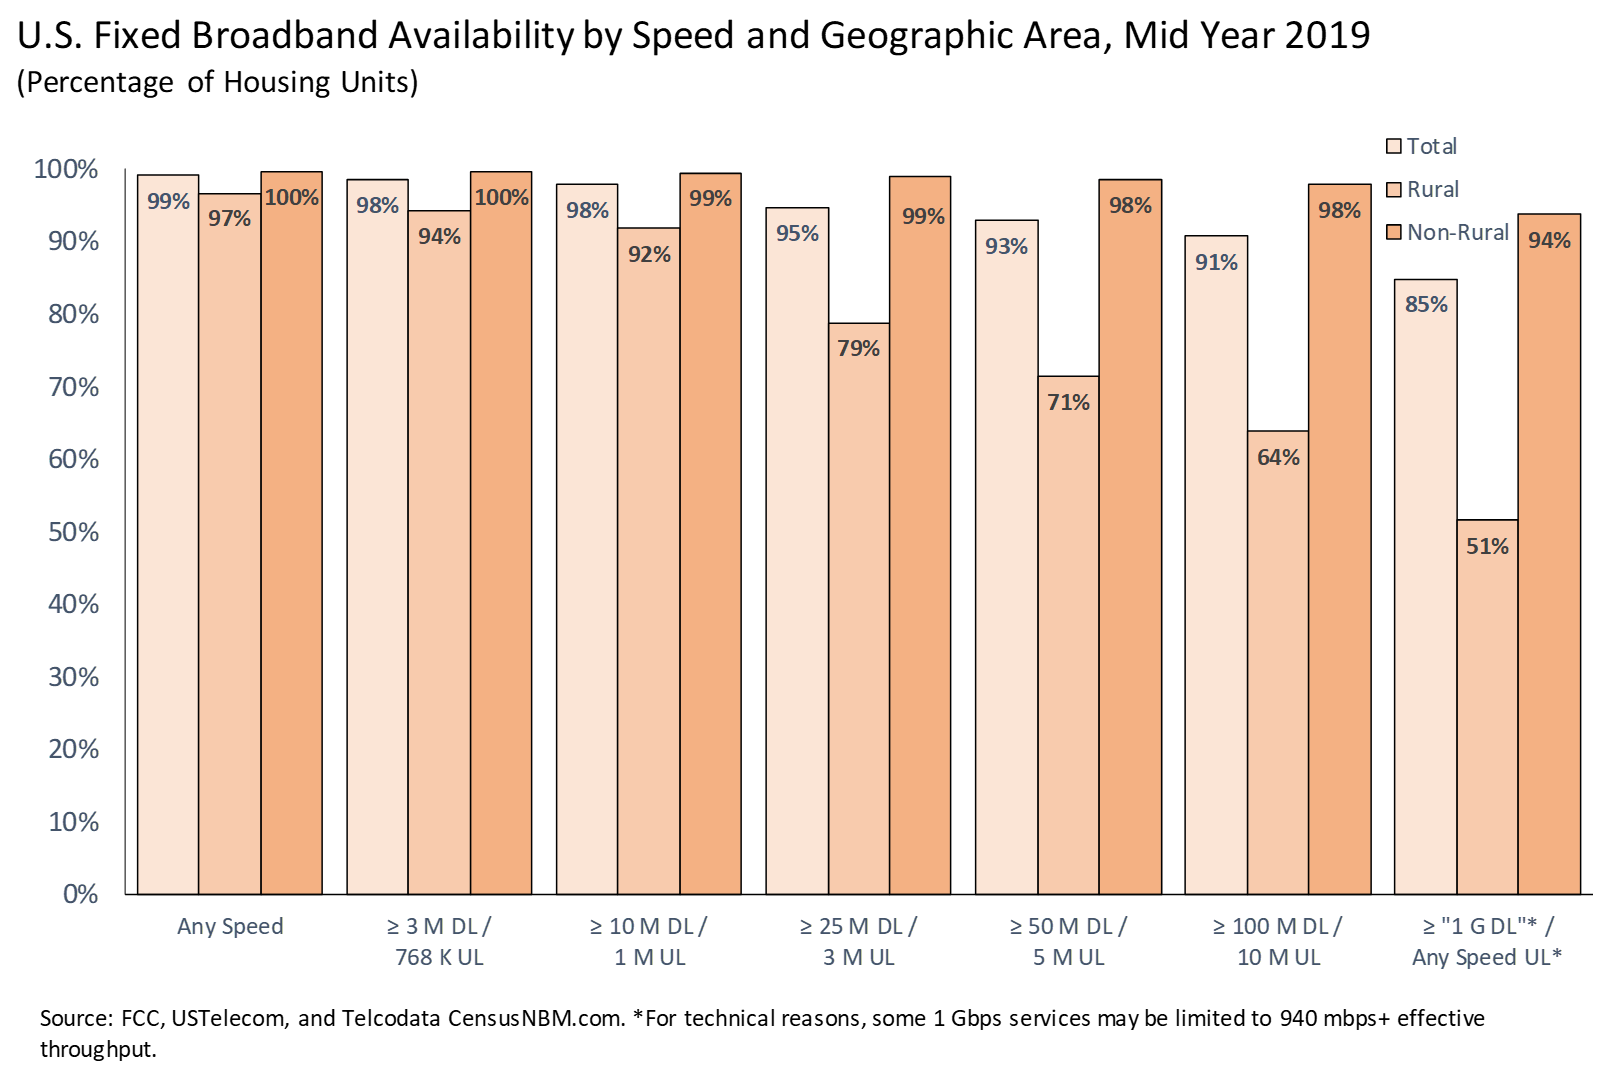 U.S. Fixed Broadband Availability by Speed and Geographic Area, Mid Year 2019
(Percentage of Housing Units)
Total
Rural
Non-Rural
100%
90%
80%
70%
60%
50%
40%
30%
20%
10%
0%
99%
97%
100%
98%
94%
100%
98%
92%
99%
95%
79%
99%
93%
71%
98%
91%
64%
98%
85%
51%
94%
Any Speed
≥ 3 M DL /
768 K UL
≥ 10 M DL /
1 M UL
≥ 25 M DL /
3 M UL
≥ 50 M DL /
5 M UL
≥ 100 M DL /
10 M UL
≥ "1 G DL"* /
Any Speed UL*
Source: FCC, USTelecom, and Telcodata CensusNBM.com. *For technical reasons, some 1 Gbps services may be limited to 940 mbps+ effective
throughput.